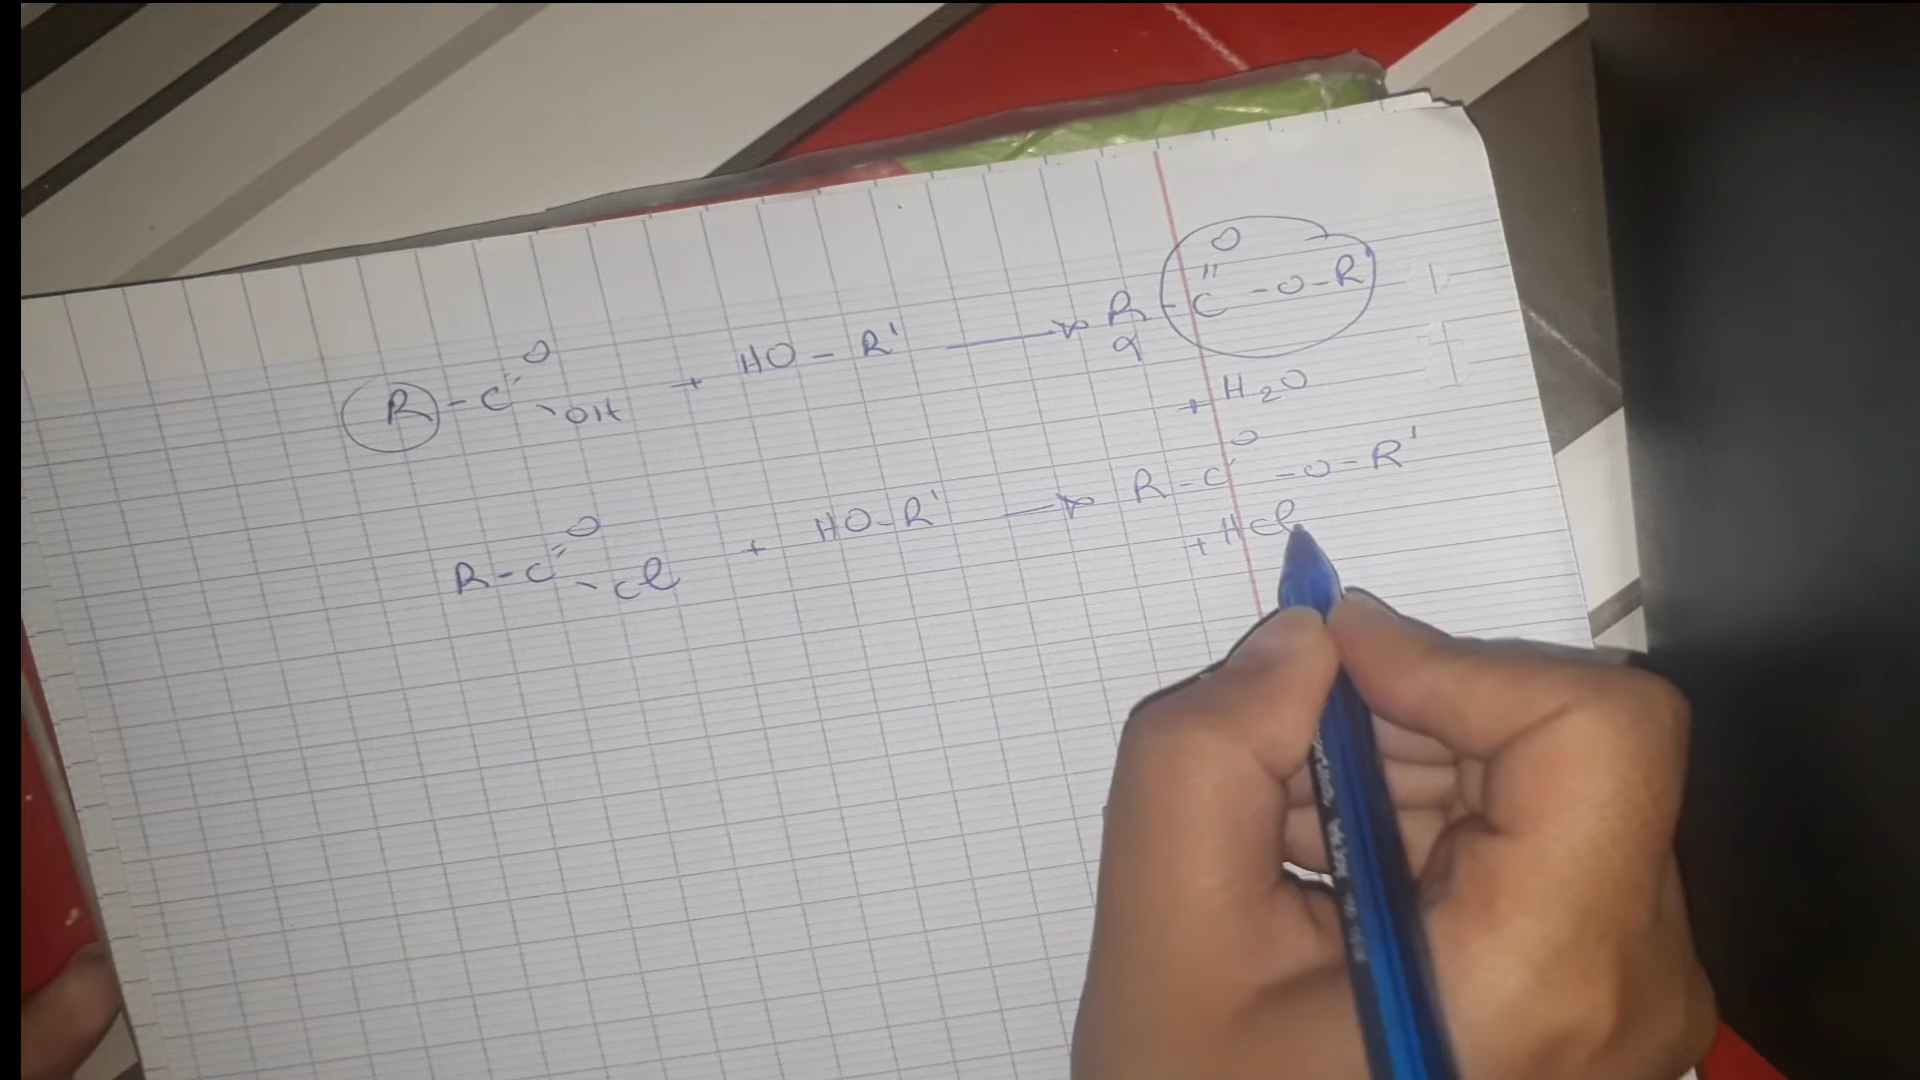 R-C=O-OH + HO-R' → R-C=O-O-R'
α
+ H2O
R-C=O-Cl + HO-R' → R-C=O-O-R'
+ HCl